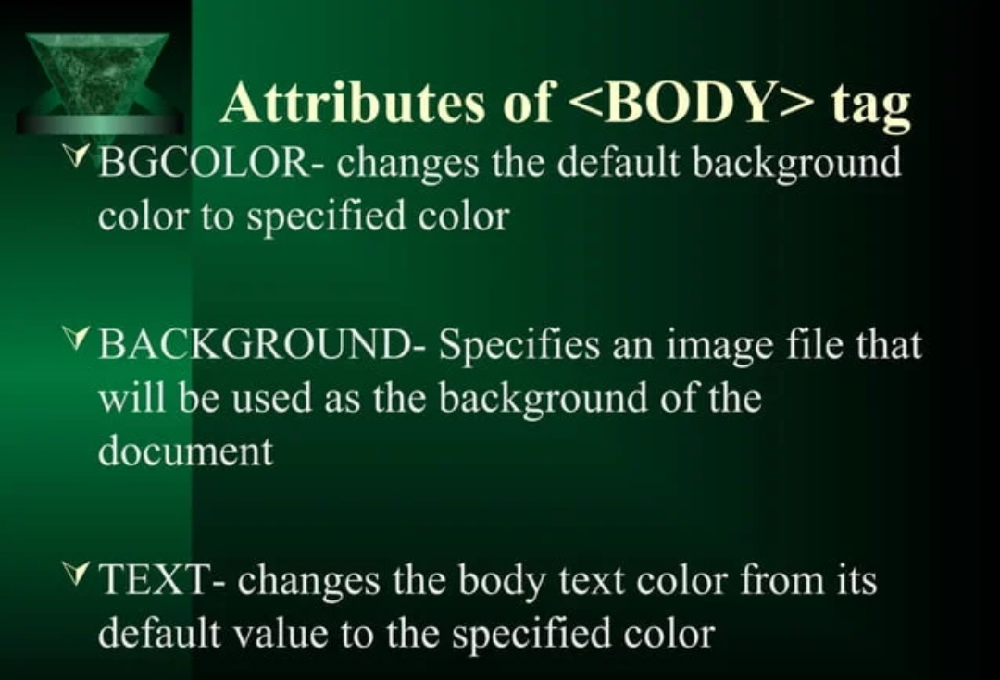 Attributes of <BODY> tag
BGCOLOR- changes the default background
color to specified color
BACKGROUND- Specifies an image file that
will be used as the background of the
document
TEXT- changes the body text color from its
default value to the specified color